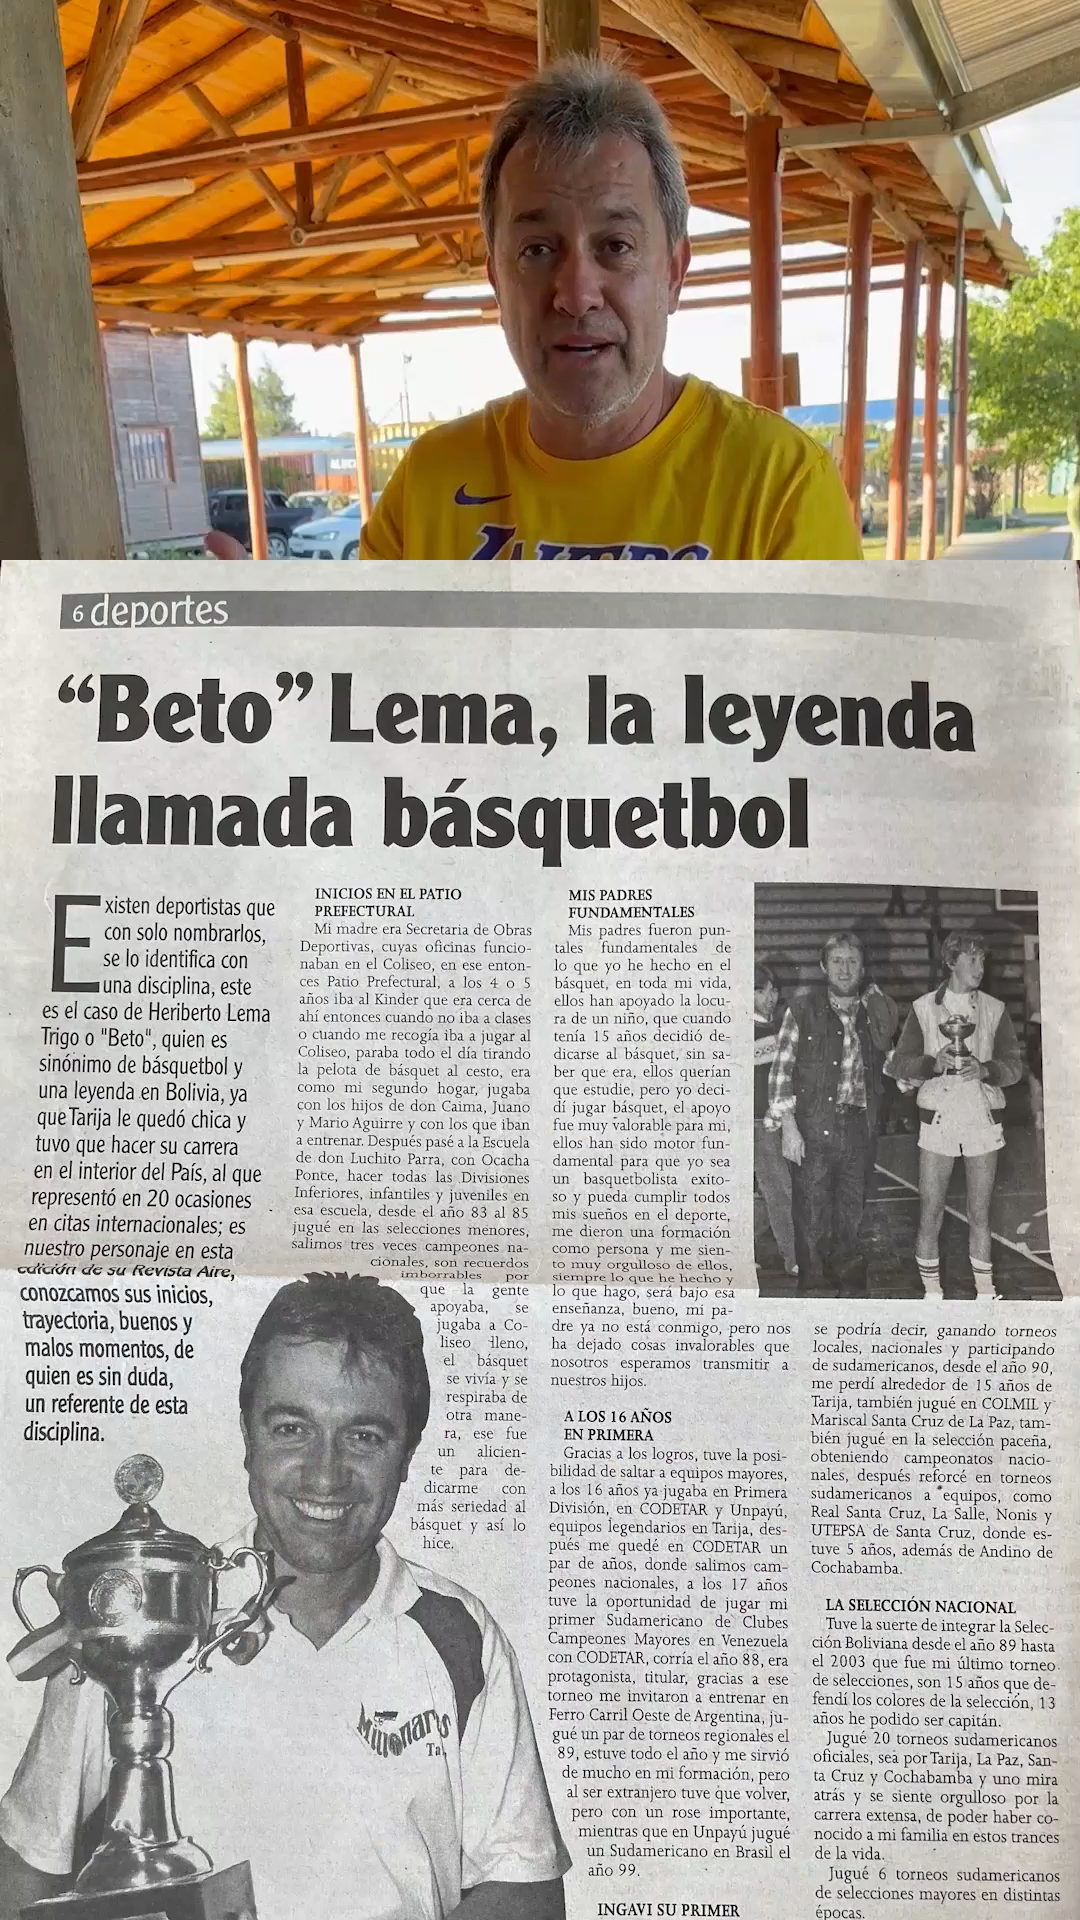 LAKERS
6 deportes
“Beto” Lema, la leyenda
llamada básquetbol
Existen deportistas que
con solo nombrarlos,
se lo identifica con
una disciplina, este
es el caso de Heriberto Lema
Trigo o "Beto", quien es
sinónimo de básquetbol y
una leyenda en Bolivia, ya
que Tarija le quedó chica y
tuvo que hacer su carrera
en el interior del País, al que
representó en 20 ocasiones
en citas internacionales; es
nuestro personaje en esta
edición de su Revista Aire,
conozcamos sus inicios,
trayectoria, buenos y
malos momentos, de
quien es sin duda,
un referente de esta
disciplina.
INICIOS EN EL PATIO
PREFECTURAL
Mi madre era Secretaria de Obras
Deportivas, cuyas oficinas funcio-
naban en el Coliseo, en ese enton-
ces Patio Prefectural, a los 4 o 5
años iba al Kinder que era cerca de
ahí entonces cuando no iba a clases
o cuando me recogía iba a jugar al
Coliseo, paraba todo el día tirando
la pelota de básquet al cesto, era
como mi segundo hogar, jugaba
con los hijos de don Caima, Juano
y Mario Aguirre y con los que iban
a entrenar. Después pasé a la Escuela
de don Luchito Parra, con Ocacha
Ponce, hacer todas las Divisiones
Inferiores, infantiles y juveniles en
esa escuela, desde el año 83 al 85
jugué en las selecciones menores,
salimos tres veces campeones na-
cionales, son recuerdos
imborrables por
que la gente
apoyaba, se
jugaba a Co-
liseo lleno,
el básquet
se vivía y se
respiraba de
otra mane-
ra, ese fue
un alicien-
te para de-
dicarme con
más seriedad al
básquet y así lo
hice.
Millonarios
Ta
MIS PADRES
FUNDAMENTALES
Mis padres fueron pun-
tales fundamentales de
lo que yo he hecho en el
básquet, en toda mi vida,
ellos han apoyado la locu-
ra de un niño, que cuando
tenía 15 años decidió de-
dicarse al básquet, sin sa-
ber que era, ellos querían
que estudie, pero yo deci-
dí jugar básquet, el apoyo
fue muy valorable para mi,
ellos han sido motor fun-
damental para que yo sea
un basquetbolista exito-
so y pueda cumplir todos
mis sueños en el deporte,
me dieron una formación
como persona y me sien-
to muy orgulloso de ellos,
siempre lo que he hecho y
lo que hago, será bajo esa
enseñanza, bueno, mi pa-
dre ya no está conmigo, pero nos
ha dejado cosas invalorables que
nosotros esperamos transmitir a
nuestros hijos.
A LOS 16 AÑOS
EN PRIMERA
Gracias a los logros, tuve la posi-
bilidad de saltar a equipos mayores,
a los 16 años ya jugaba en Primera
División, en CODETAR y Unpayú,
equipos legendarios en Tarija, des-
pués me quedé en CODETAR un
par de años, donde salimos cam-
peones nacionales, a los 17 años
tuve la oportunidad de jugar mi
primer Sudamericano de Clubes
Campeones Mayores en Venezuela
con CODETAR, corría el año 88, era
protagonista, titular, gracias a ese
torneo me invitaron a entrenar en
Ferro Carril Oeste de Argentina, ju-
gué un par de torneos regionales el
89, estuve todo el año y me sirvió
de mucho en mi formación, pero
al ser extranjero tuve que volver,
pero con un rose importante,
mientras que en Unpayú jugué
un Sudamericano en Brasil el
año 99.
INGAVI SU PRIMER
se podría decir, ganando torneos
locales, nacionales y participando
de sudamericanos, desde el año 90,
me perdí alrededor de 15 años de
Tarija, también jugué en COLMIL y
Mariscal Santa Cruz de La Paz, tam-
bién jugué en la selección paceña,
obteniendo campeonatos nacio-
nales, después reforcé en torneos
sudamericanos a equipos, como
Real Santa Cruz, La Salle, Nonis y
UTEPSA de Santa Cruz, donde es-
tuve 5 años, además de Andino de
Cochabamba.
LA SELECCIÓN NACIONAL
Tuve la suerte de integrar la Selec-
ción Boliviana desde el año 89 hasta
el 2003 que fue mi último torneo
de selecciones, son 15 años que de-
fendí los colores de la selección, 13
años he podido ser capitán.
Jugué 20 torneos sudamericanos
oficiales, sea por Tarija, La Paz, San-
ta Cruz y Cochabamba y uno mira
atrás y se siente orgulloso por la
carrera extensa, de poder haber co-
nocido a mi familia en estos trances
de la vida.
Jugué 6 torneos sudamericanos
de selecciones mayores en distintas
épocas.